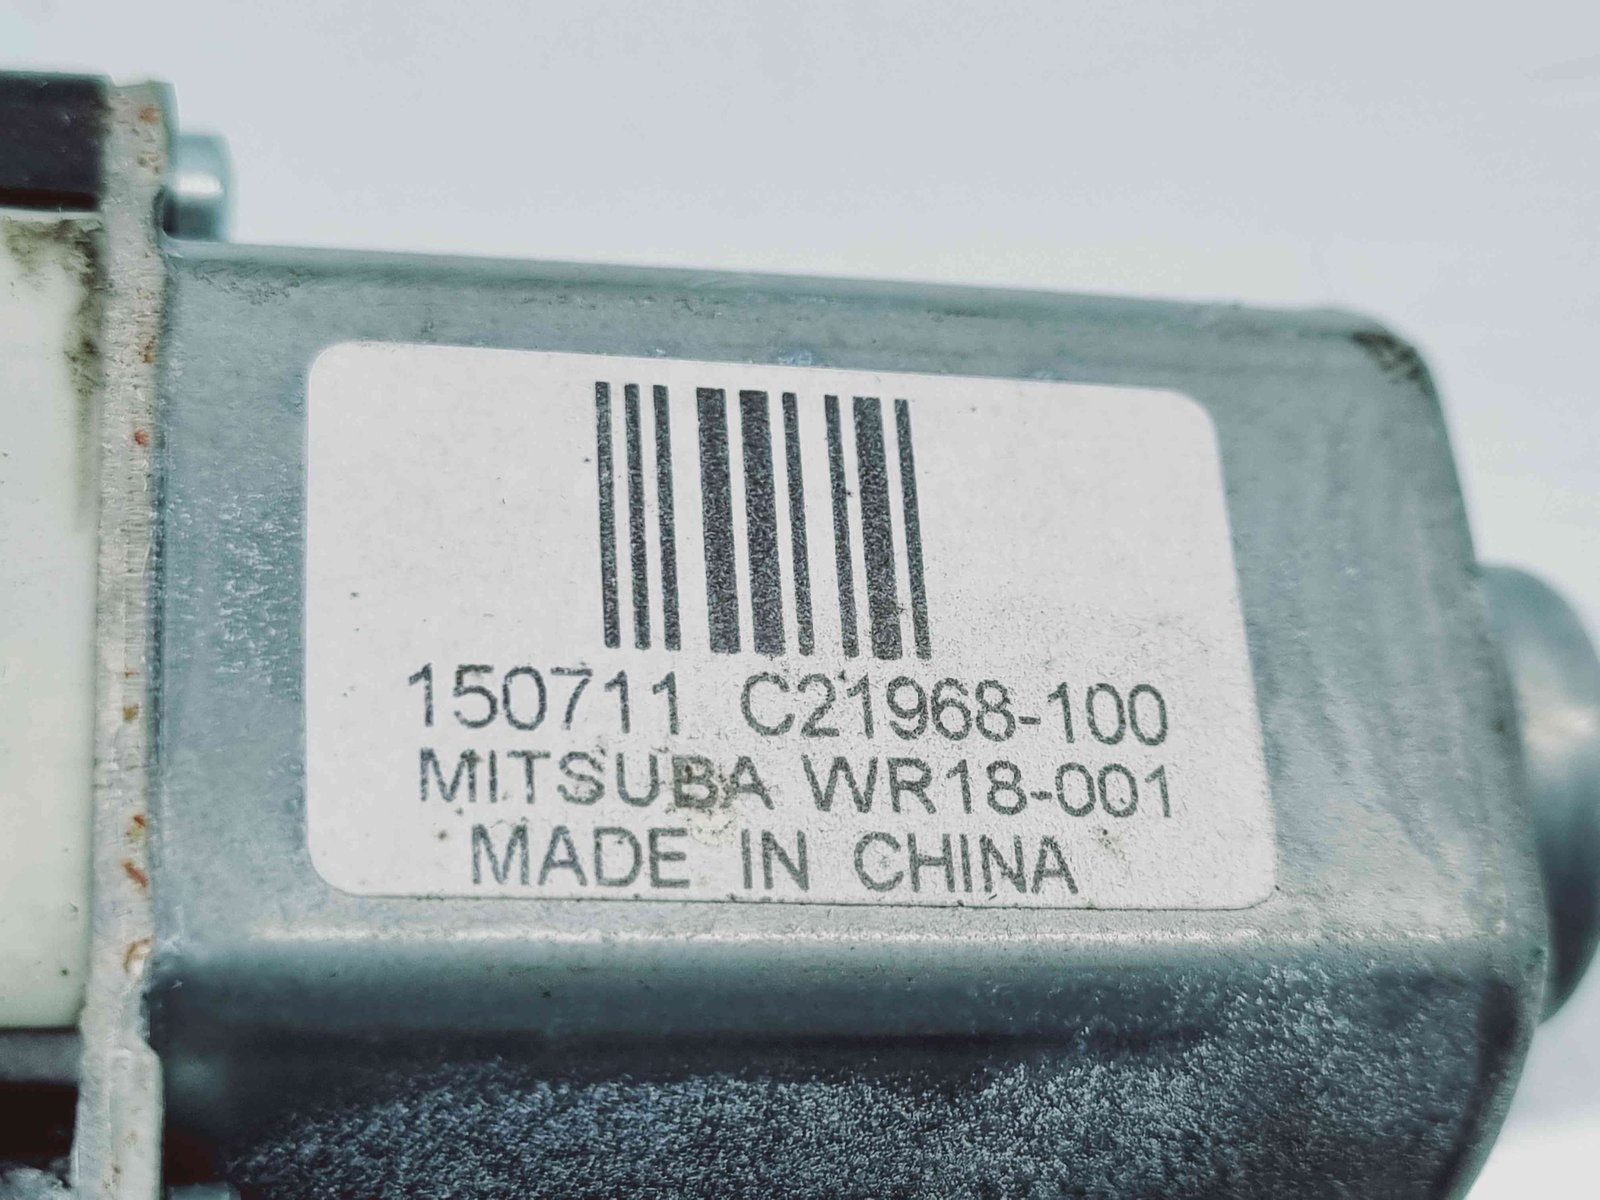 150711 C21968-100
MITSUBA WR18-001
MADE IN CHINA